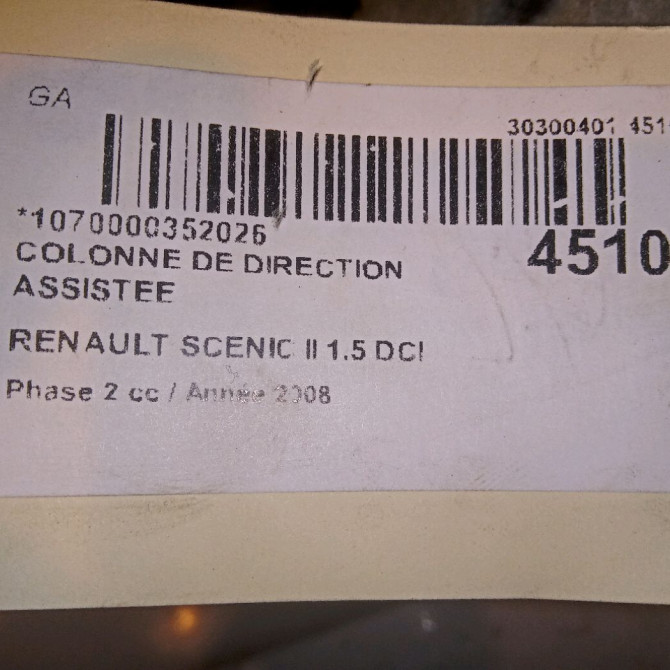 GA
30300401 451
*1070000352026
4510
COLONNE DE DIRECTION
ASSISTEE
RENAULT SCENIC II 1.5 DCI
Phase 2 cc / Année 2008